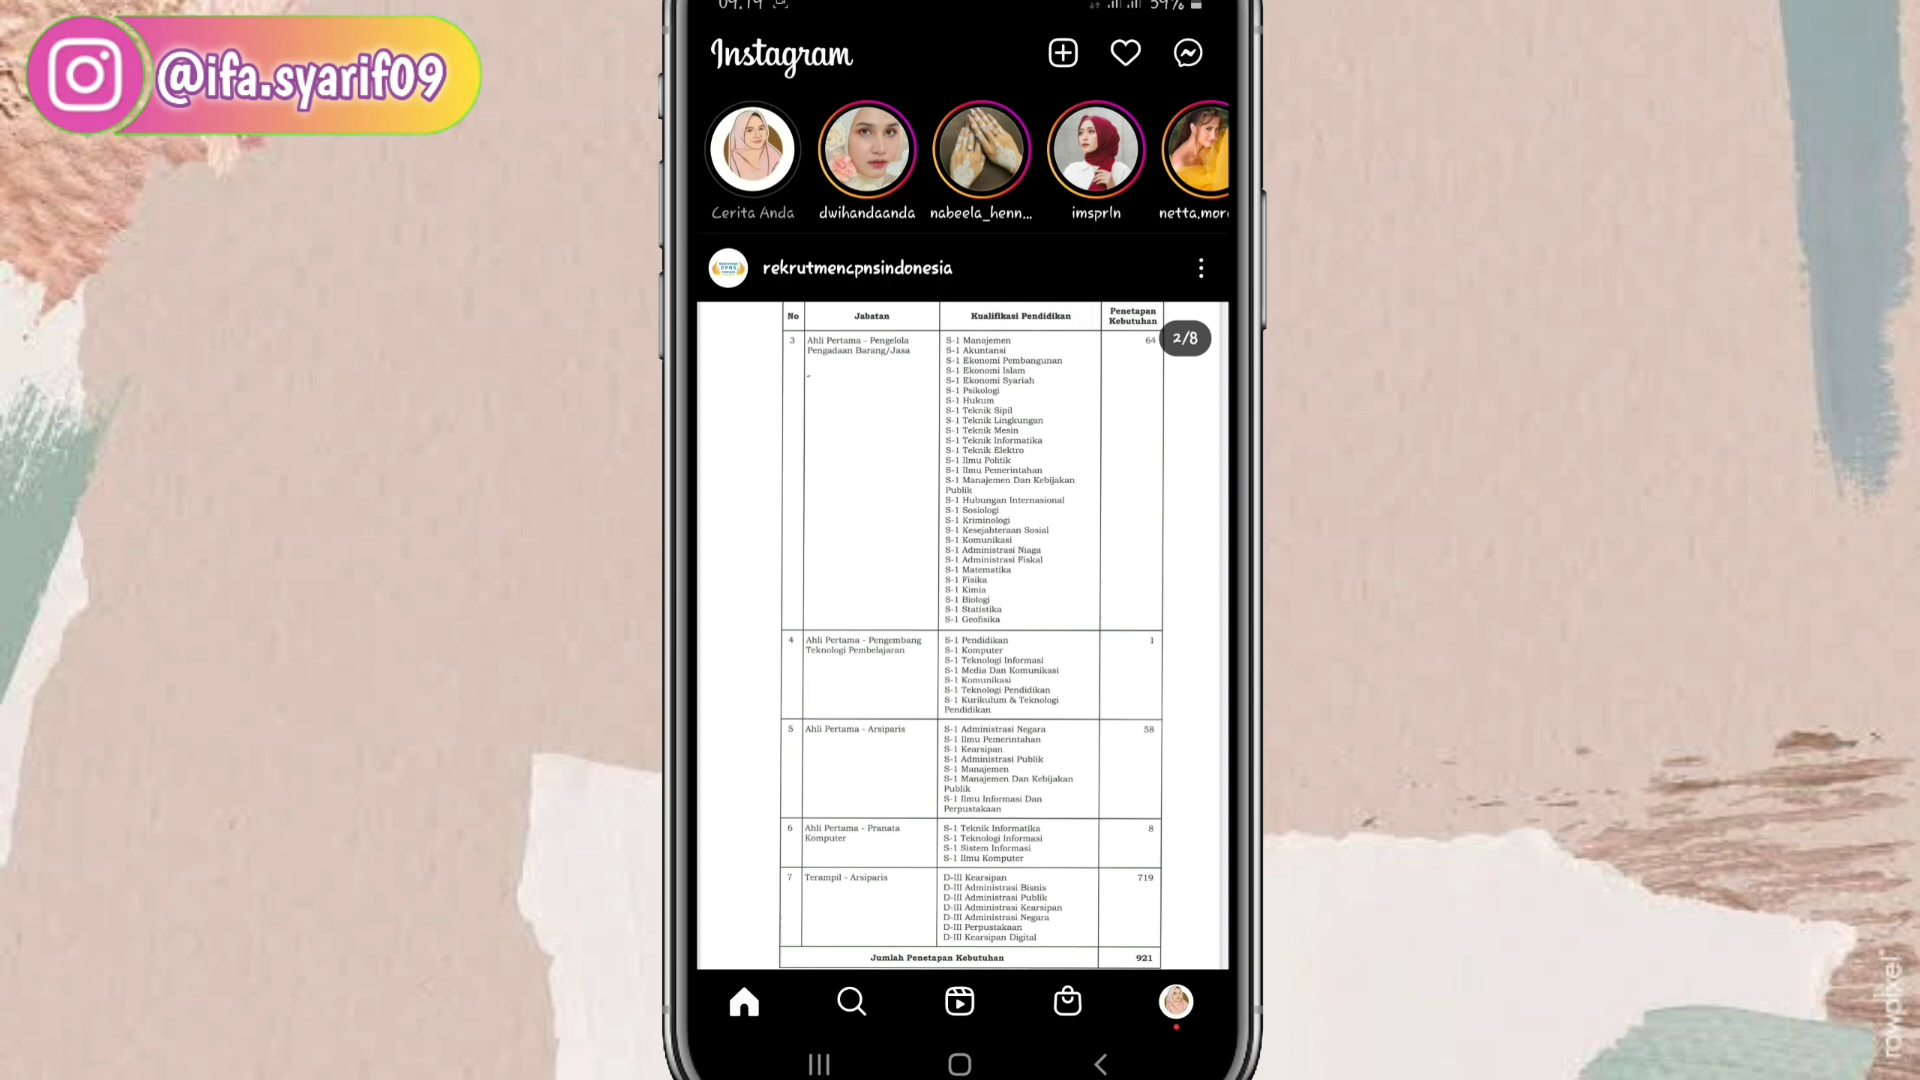 @ifa.syarif09
09.19
59%
Instagram
Cerita Anda
dwihandaanda
nabeela_henn...
imsprln
netta.mor
rekrutmencpnsindonesia
2/8
No Jabatan Kualifikasi Pendidikan Penetapan Kebutuhan
3 Ahli Pertama - Pengelola Pengadaan Barang/Jasa 64
S-1 Manajemen
S-1 Akuntansi
S-1 Ekonomi Pembangunan
S-1 Ekonomi Islam
S-1 Ekonomi Syariah
S-1 Psikologi
S-1 Hukum
S-1 Teknik Sipil
S-1 Teknik Lingkungan
S-1 Teknik Mesin
S-1 Teknik Informatika
S-1 Teknik Elektro
S-1 Ilmu Politik
S-1 Ilmu Pemerintahan
S-1 Manajemen Dan Kebijakan
Publik
S-1 Hubungan Internasional
S-1 Sosiologi
S-1 Kriminologi
S-1 Kesejahteraan Sosial
S-1 Komunikasi
S-1 Administrasi Niaga
S-1 Administrasi Fiskal
S-1 Matematika
S-1 Fisika
S-1 Kimia
S-1 Biologi
S-1 Statistika
S-1 Geofisika
4 Ahli Pertama - Pengembang Teknologi Pembelajaran 1
S-1 Pendidikan
S-1 Komputer
S-1 Teknologi Informasi
S-1 Media Dan Komunikasi
S-1 Komunikasi
S-1 Teknologi Pendidikan
S-1 Kurikulum & Teknologi
Pendidikan
5 Ahli Pertama - Arsiparis 58
S-1 Administrasi Negara
S-1 Ilmu Pemerintahan
S-1 Kearsipan
S-1 Administrasi Publik
S-1 Manajemen
S-1 Manajemen Dan Kebijakan
Publik
S-1 Ilmu Informasi Dan
Perpustakaan
6 Ahli Pertama - Pranata Komputer 8
S-1 Teknik Informatika
S-1 Teknologi Informasi
S-1 Sistem Informasi
S-1 Ilmu Komputer
7 Terampil - Arsiparis 719
D-III Kearsipan
D-III Administrasi Bisnis
D-III Administrasi Publik
D-III Administrasi Kearsipan
D-III Administrasi Negara
D-III Perpustakaan
D-III Kearsipan Digital
Jumlah Penetapan Kebutuhan 921
rawpixel